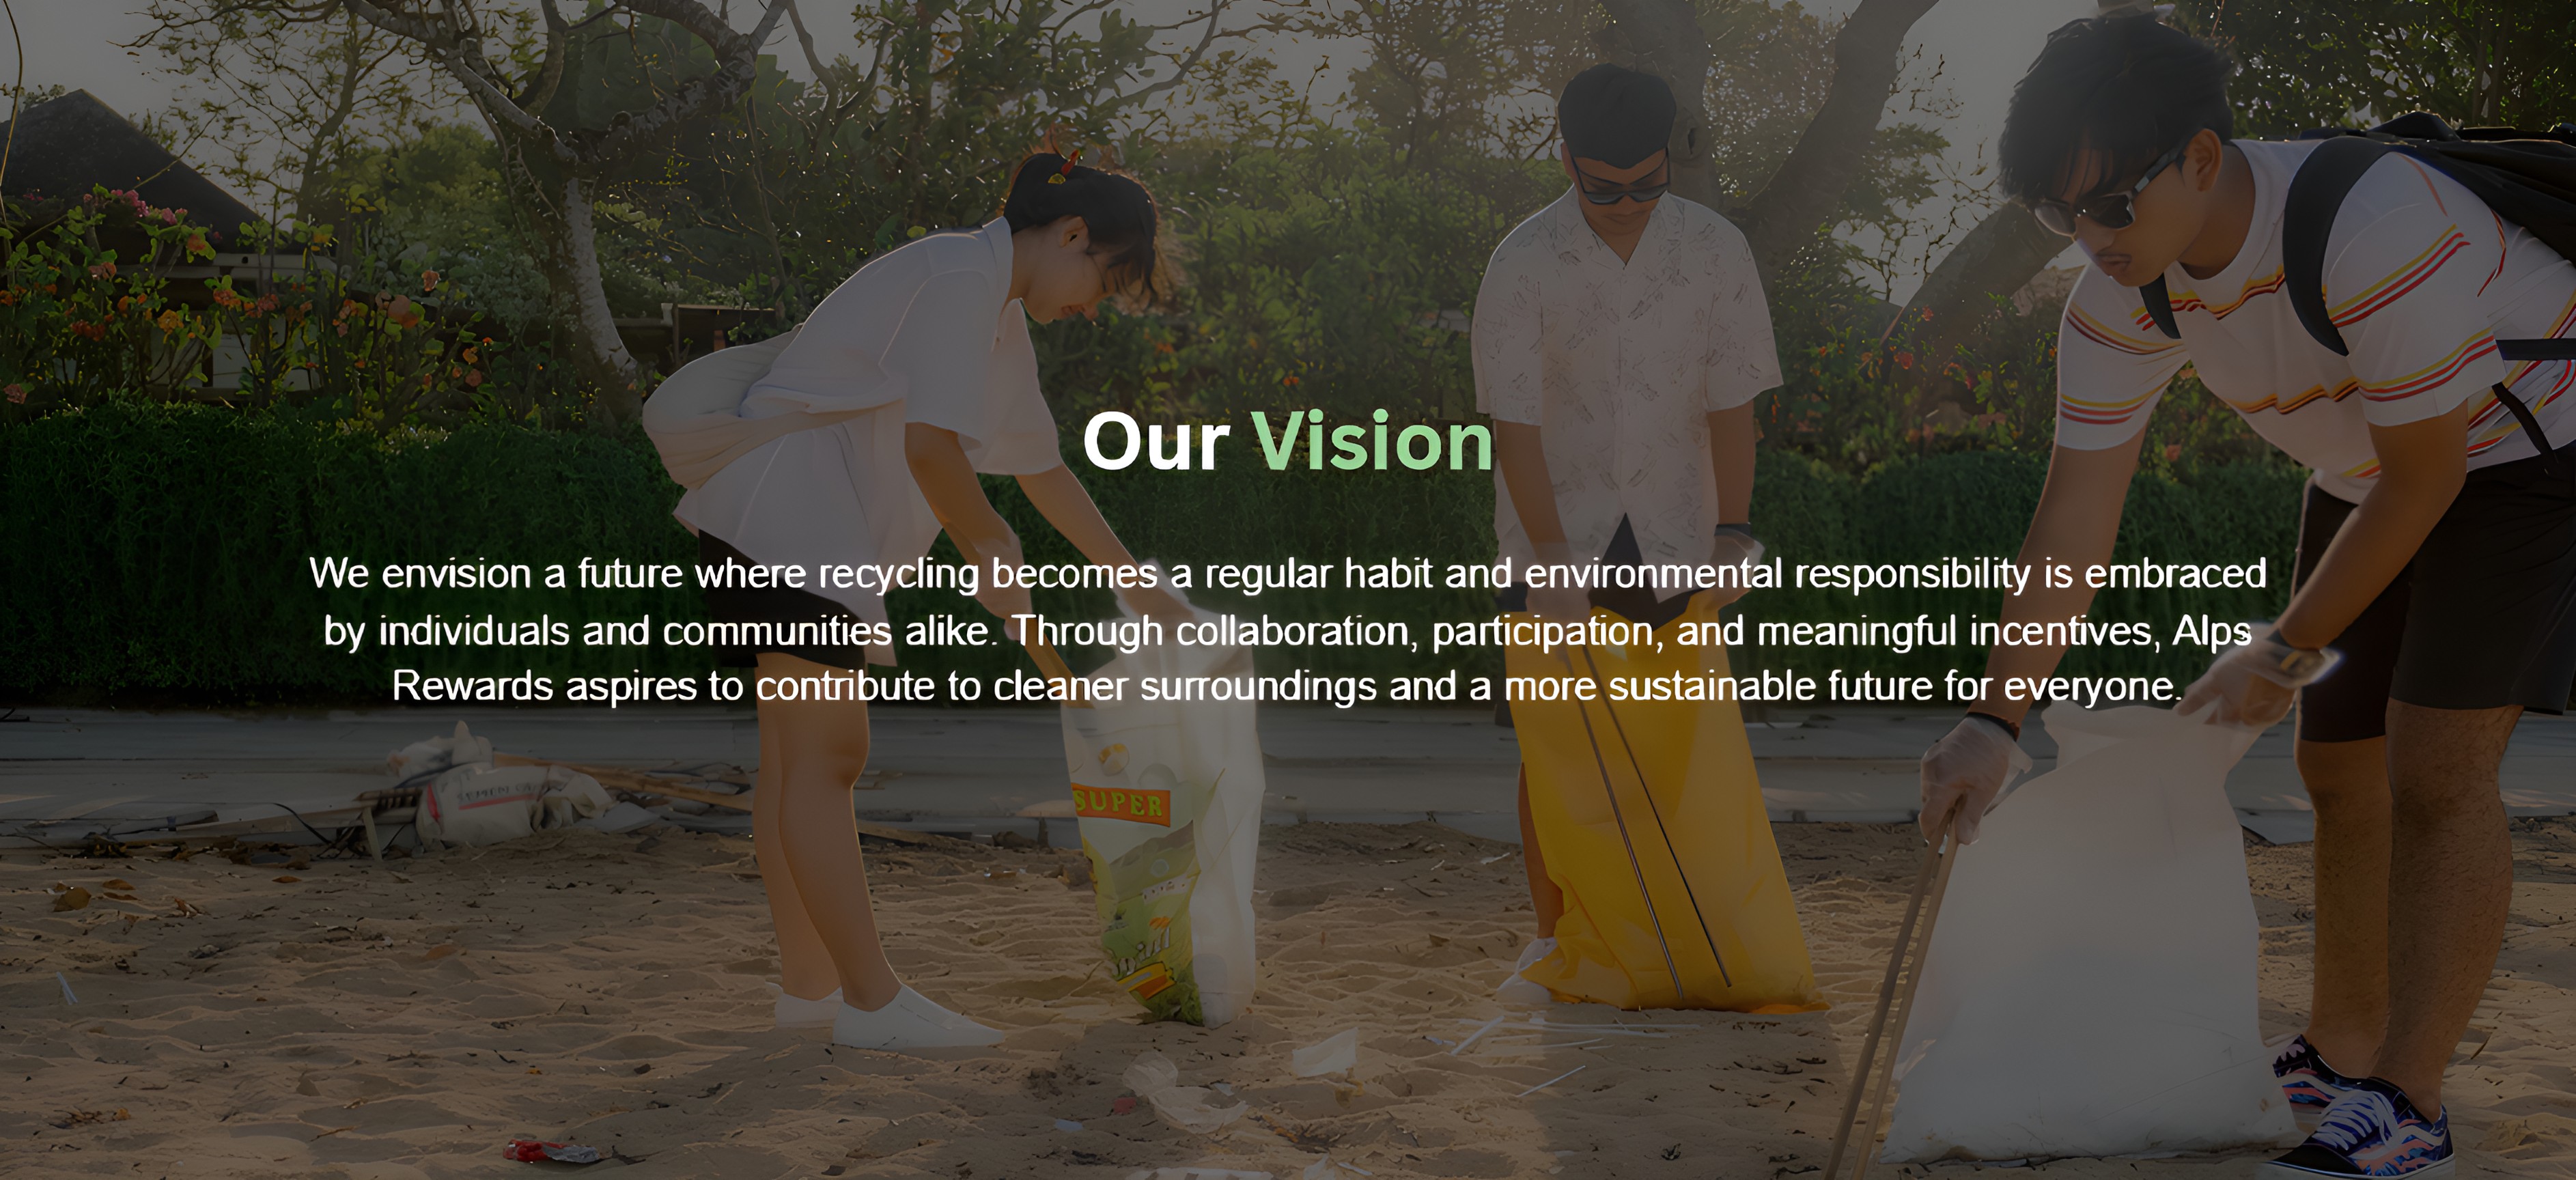 Our Vision
We envision a future where recycling becomes a regular habit and environmental responsibility is embraced
by individuals and communities alike. Through collaboration, participation, and meaningful incentives, Alps
Rewards aspires to contribute to cleaner surroundings and a more sustainable future for everyone.
SUPER